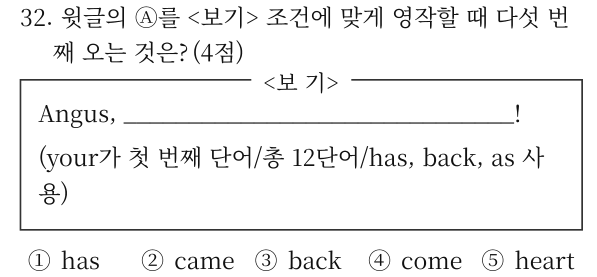 32. 윗글의 Ⓐ를 <보기> 조건에 맞게 영작할 때 다섯 번
째 오는 것은? (4점)
<보 기>
Angus, ______________________________!
(your가 첫 번째 단어/총 12단어/has, back, as 사
용)
① has ② came ③ back ④ come ⑤ heart